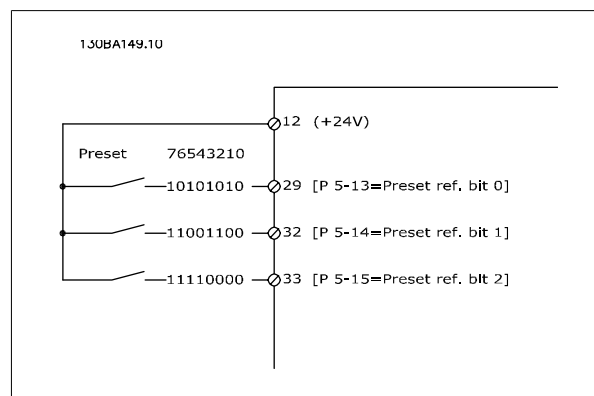 130BA149.10
12 (+24V)
Preset 76543210
10101010 29 [P 5-13=Preset ref. bit 0]
11001100 32 [P 5-14=Preset ref. bit 1]
11110000 33 [P 5-15=Preset ref. bit 2]